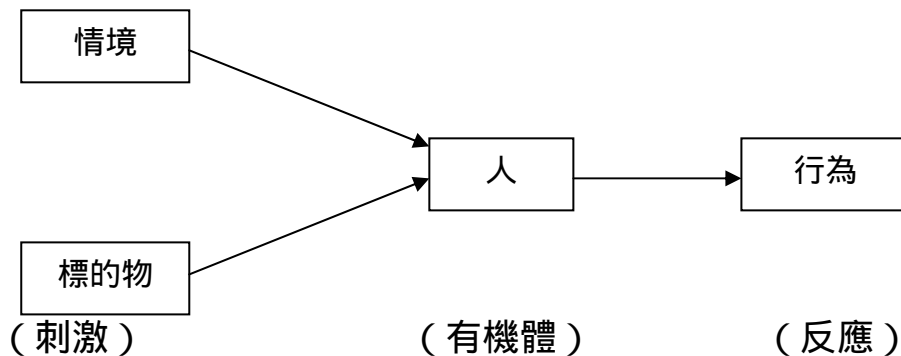 情境
人
行為
標的物
（刺激）
（有機體）
（反應）